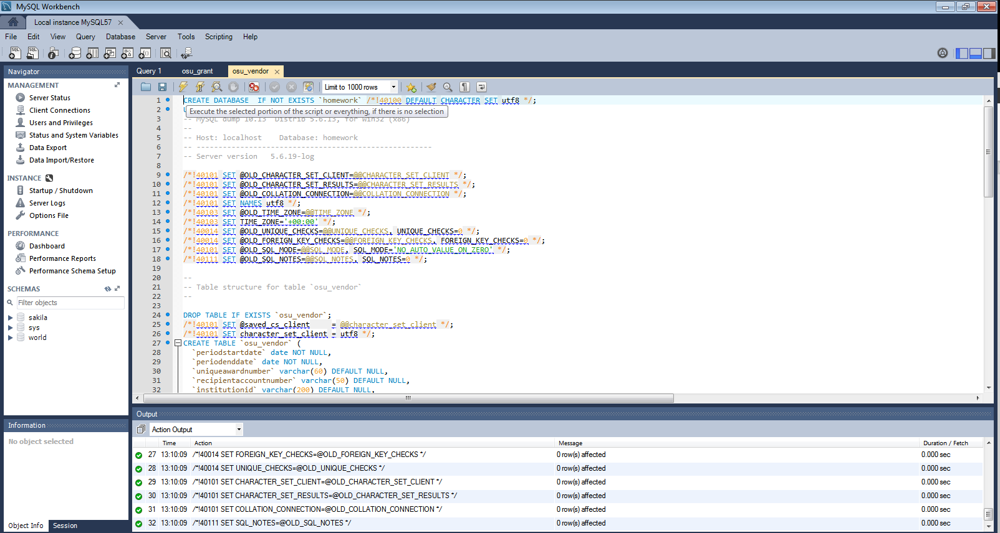 MySQL Workbench
Local instance MySQL57
File Edit View Query Database Server Tools Scripting Help
Navigator
MANAGEMENT
Server Status
Client Connections
Users and Privileges
Status and System Variables
Data Export
Data Import/Restore
INSTANCE
Startup / Shutdown
Server Logs
Options File
PERFORMANCE
Dashboard
Performance Reports
Performance Schema Setup
SCHEMAS
Filter objects
sakila
sys
world
Information
No object selected
Object Info Session
Query 1 osu_grant osu_vendor
Limit to 1000 rows
1 CREATE DATABASE  IF NOT EXISTS `homework` /*!40100 DEFAULT CHARACTER SET utf8 */;
2 U
Execute the selected portion of the script or everything, if there is no selection
3 -- MySQL dump 10.13  Distrib 5.6.13, for Win32 (x86)
4 --
5 -- Host: localhost    Database: homework
6 -- ------------------------------------------------------
7 -- Server version   5.6.19-log
8
9 /*!40101 SET @OLD_CHARACTER_SET_CLIENT=@@CHARACTER_SET_CLIENT */;
10 /*!40101 SET @OLD_CHARACTER_SET_RESULTS=@@CHARACTER_SET_RESULTS */;
11 /*!40101 SET @OLD_COLLATION_CONNECTION=@@COLLATION_CONNECTION */;
12 /*!40101 SET NAMES utf8 */;
13 /*!40103 SET @OLD_TIME_ZONE=@@TIME_ZONE */;
14 /*!40103 SET TIME_ZONE='+00:00' */;
15 /*!40014 SET @OLD_UNIQUE_CHECKS=@@UNIQUE_CHECKS, UNIQUE_CHECKS=0 */;
16 /*!40014 SET @OLD_FOREIGN_KEY_CHECKS=@@FOREIGN_KEY_CHECKS, FOREIGN_KEY_CHECKS=0 */;
17 /*!40101 SET @OLD_SQL_MODE=@@SQL_MODE, SQL_MODE='NO_AUTO_VALUE_ON_ZERO' */;
18 /*!40111 SET @OLD_SQL_NOTES=@@SQL_NOTES, SQL_NOTES=0 */;
19
20 --
21 -- Table structure for table `osu_vendor`
22 --
23
24 DROP TABLE IF EXISTS `osu_vendor`;
25 /*!40101 SET @saved_cs_client     = @@character_set_client */;
26 /*!40101 SET character_set_client = utf8 */;
27 CREATE TABLE `osu_vendor` (
28 `periodstartdate` date NOT NULL,
29 `periodenddate` date NOT NULL,
30 `uniqueawardnumber` varchar(60) DEFAULT NULL,
31 `recipientaccountnumber` varchar(50) DEFAULT NULL,
32 `institutionid` varchar(200) DEFAULT NULL,
Output
Action Output
Time Action Message Duration / Fetch
27 13:10:09 /*!40014 SET FOREIGN_KEY_CHECKS=@OLD_FOREIGN_KEY_CHECKS */ 0 row(s) affected 0.000 sec
28 13:10:09 /*!40014 SET UNIQUE_CHECKS=@OLD_UNIQUE_CHECKS */ 0 row(s) affected 0.000 sec
29 13:10:09 /*!40101 SET CHARACTER_SET_CLIENT=@OLD_CHARACTER_SET_CLIENT */ 0 row(s) affected 0.000 sec
30 13:10:09 /*!40101 SET CHARACTER_SET_RESULTS=@OLD_CHARACTER_SET_RESULTS */ 0 row(s) affected 0.000 sec
31 13:10:09 /*!40101 SET COLLATION_CONNECTION=@OLD_COLLATION_CONNECTION */ 0 row(s) affected 0.000 sec
32 13:10:09 /*!40111 SET SQL_NOTES=@OLD_SQL_NOTES */ 0 row(s) affected 0.000 sec